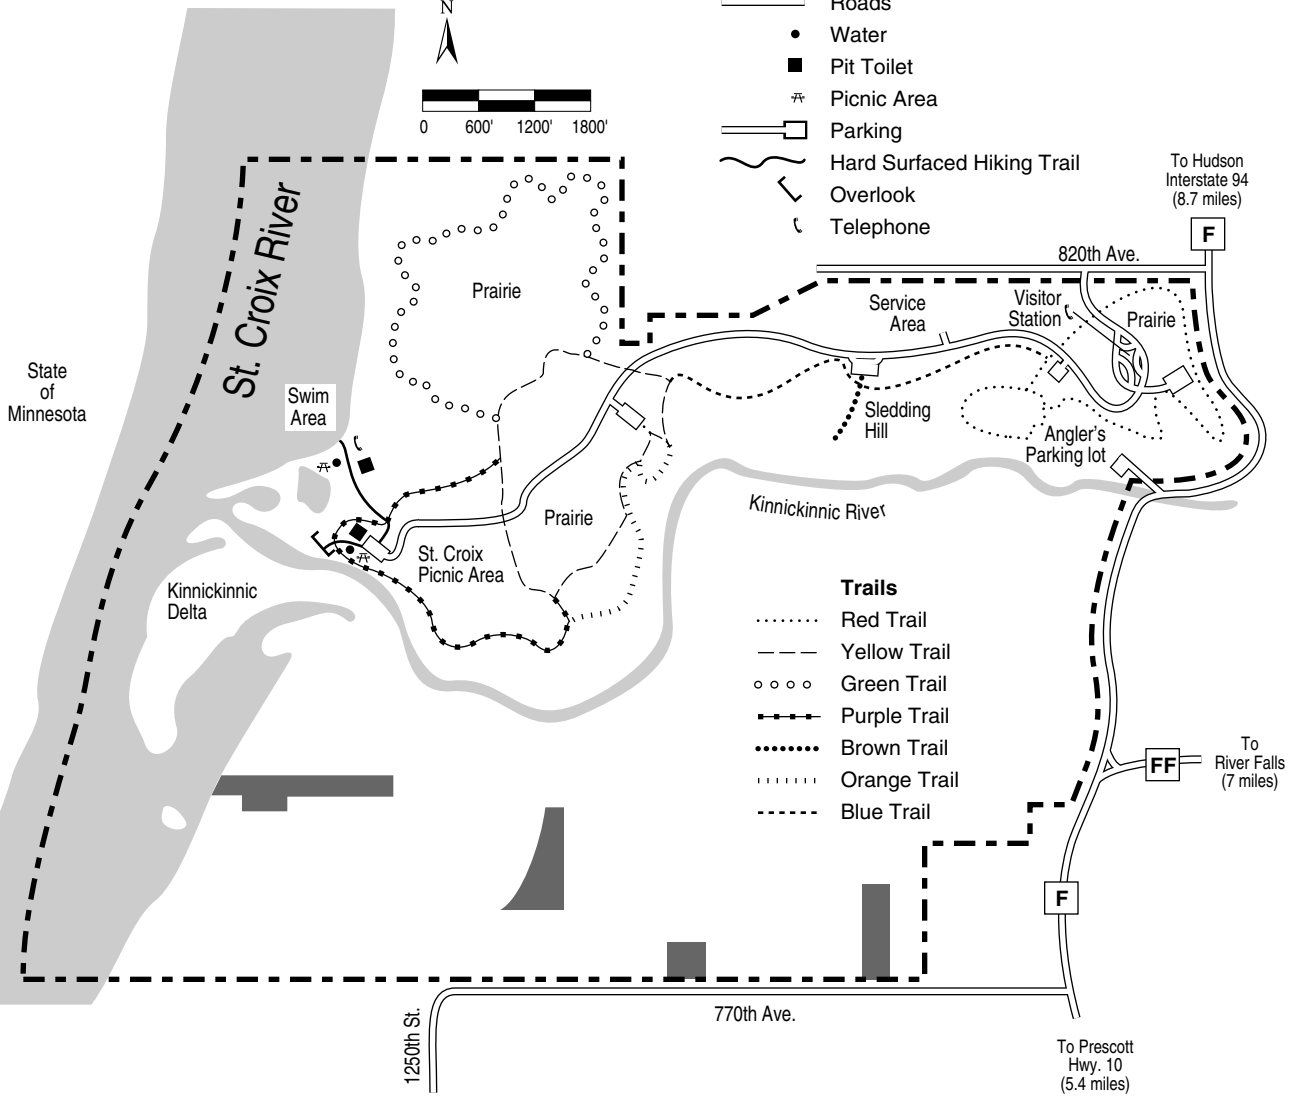 Roads
N
Water
Pit Toilet
Picnic Area
0 600' 1200' 1800'
Parking
Hard Surfaced Hiking Trail
Overlook
Telephone
To Hudson
Interstate 94
(8.7 miles)
F
820th Ave.
St. Croix River
Prairie
Service
Area
Visitor
Station
Prairie
State
of
Minnesota
Swim
Area
Sledding
Hill
Angler's
Parking lot
Kinnickinnic River
Prairie
St. Croix
Picnic Area
Kinnickinnic
Delta
Trails
Red Trail
Yellow Trail
Green Trail
Purple Trail
Brown Trail
Orange Trail
Blue Trail
FF
To
River Falls
(7 miles)
F
770th Ave.
1250th St.
To Prescott
Hwy. 10
(5.4 miles)